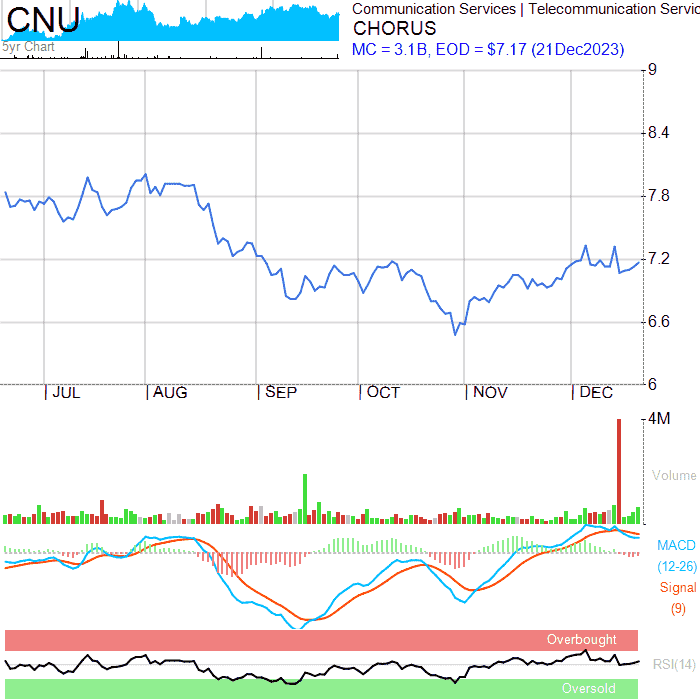 CNU
5yr Chart
Communication Services | Telecommunication Servic
CHORUS
MC = 3.1B, EOD = $7.17 (21Dec2023)
9
8.4
7.8
7.2
6.6
6
| JUL | AUG | SEP | OCT | NOV | DEC
4M
Volume
MACD
(12-26)
Signal
(9)
Overbought
RSI(14)
Oversold